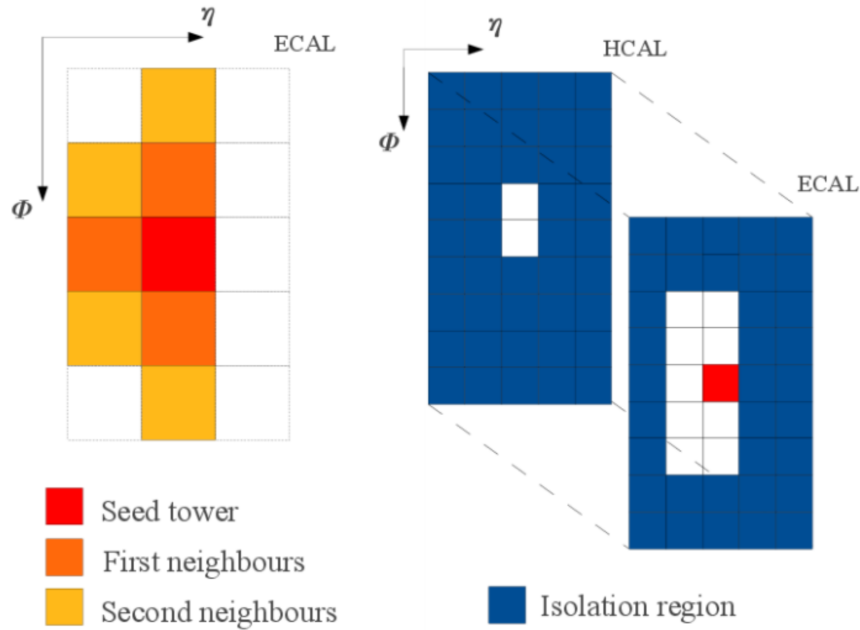 η
ECAL
Φ
η
HCAL
Φ
ECAL
Seed tower
First neighbours
Second neighbours
Isolation region